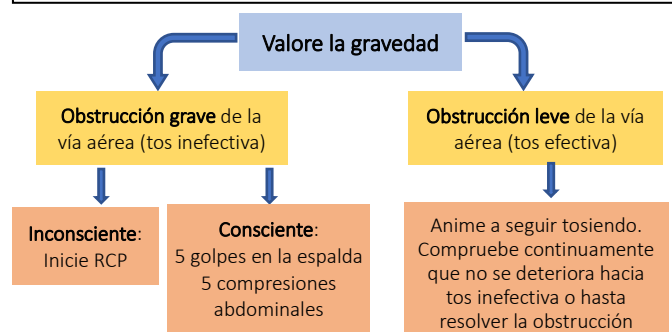 Valore la gravedad
Obstrucción grave de la
vía aérea (tos inefectiva)
Obstrucción leve de la vía
aérea (tos efectiva)
Inconsciente:
Inicie RCP
Consciente:
5 golpes en la espalda
5 compresiones
abdominales
Anime a seguir tosiendo.
Compruebe continuamente
que no se deteriora hacia
tos inefectiva o hasta
resolver la obstrucción